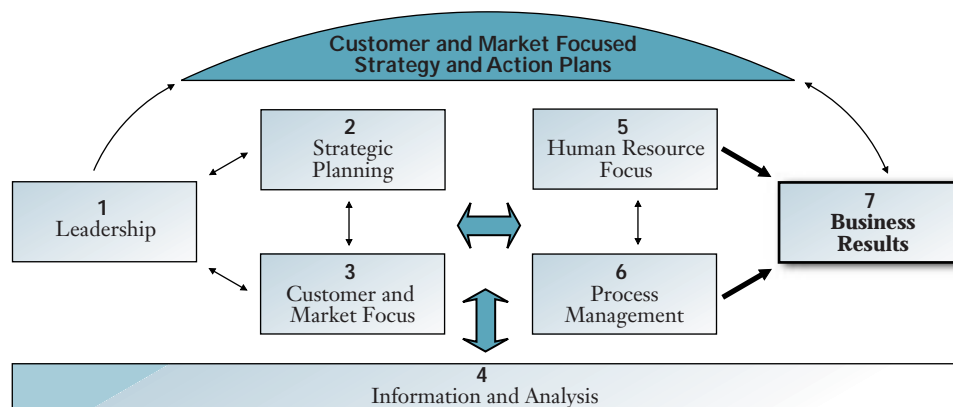 Customer and Market Focused
Strategy and Action Plans
1
Leadership
2
Strategic
Planning
3
Customer and
Market Focus
5
Human Resource
Focus
6
Process
Management
7
Business
Results
4
Information and Analysis